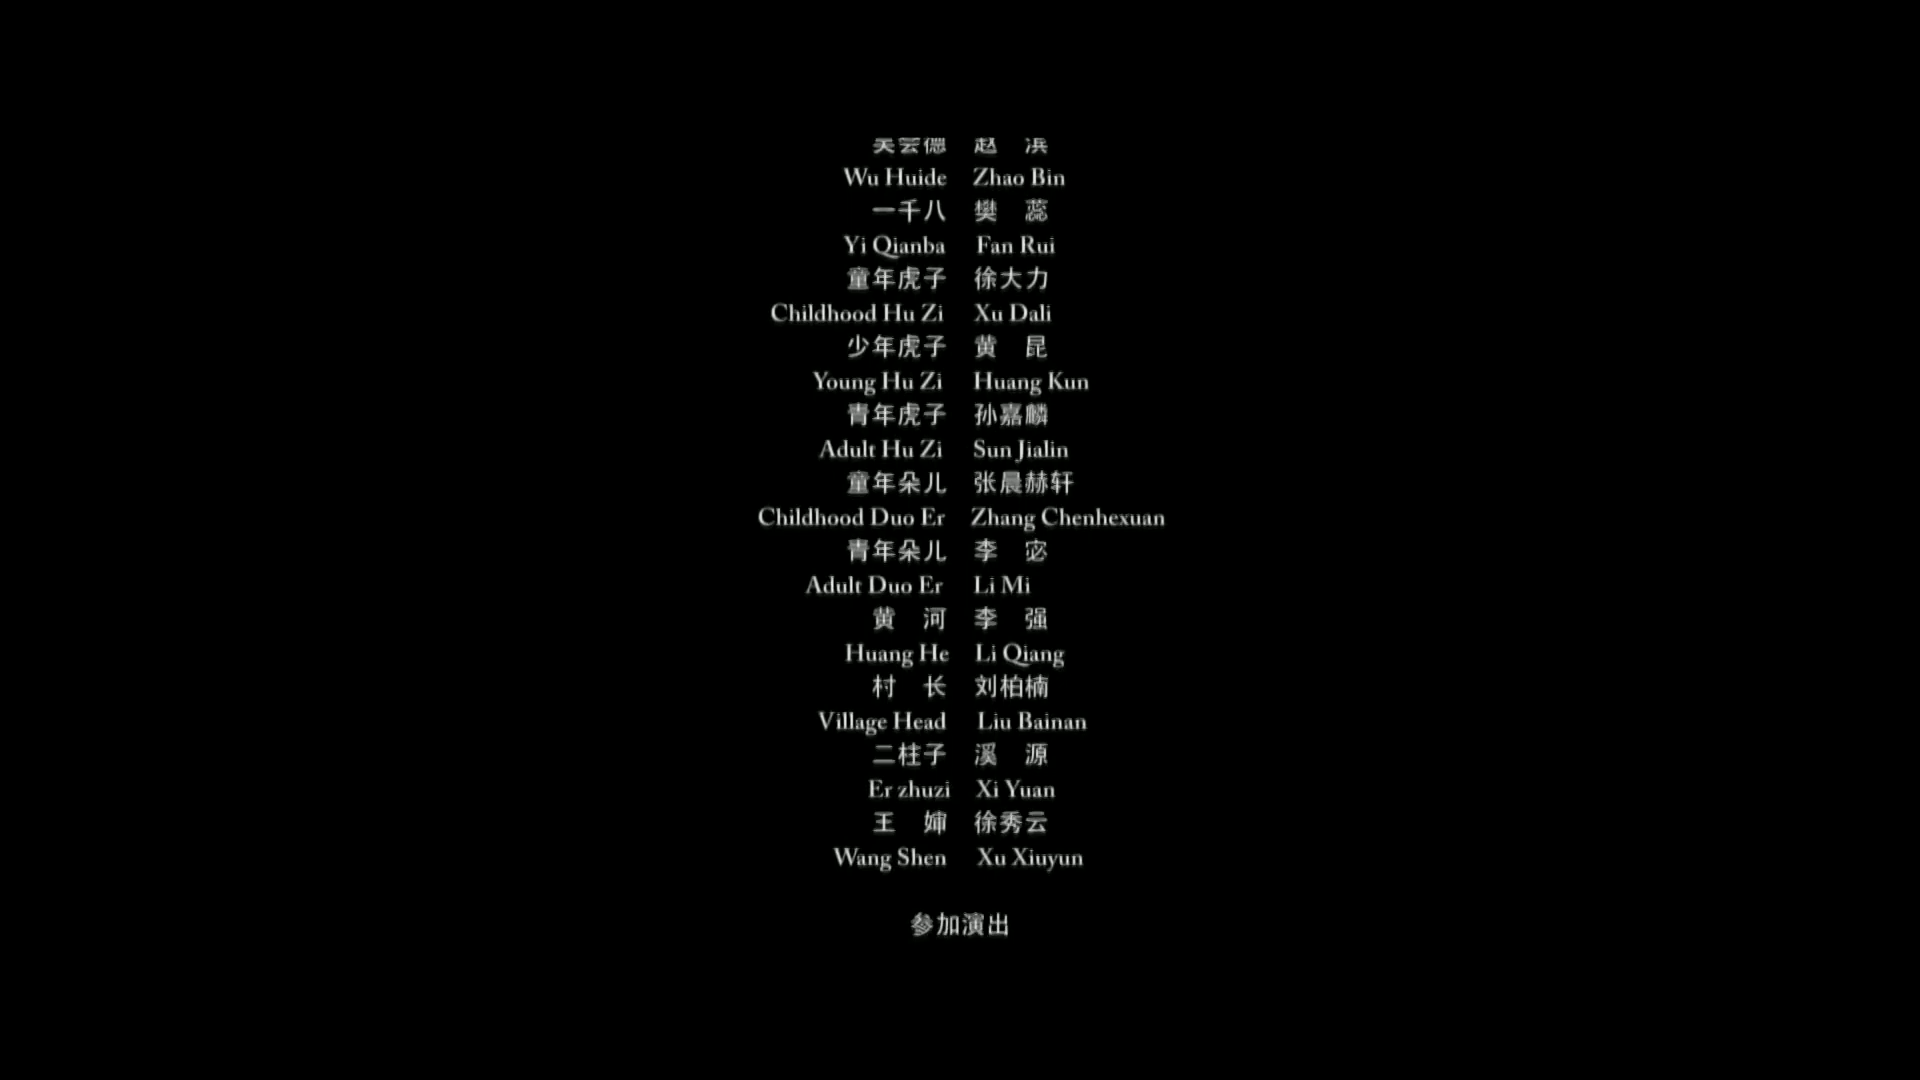 吴会德 赵 滨
Wu Huide Zhao Bin
一千八 樊 蕊
Yi Qianba Fan Rui
童年虎子 徐大力
Childhood Hu Zi Xu Dali
少年虎子 黄 昆
Young Hu Zi Huang Kun
青年虎子 孙嘉麟
Adult Hu Zi Sun Jialin
童年朵儿 张晨赫轩
Childhood Duo Er Zhang Chenhexuan
青年朵儿 李 宓
Adult Duo Er Li Mi
黄 河 李 强
Huang He Li Qiang
村 长 刘柏楠
Village Head Liu Bainan
二柱子 溪 源
Er zhuzi Xi Yuan
王 婶 徐秀云
Wang Shen Xu Xiuyun
参加演出